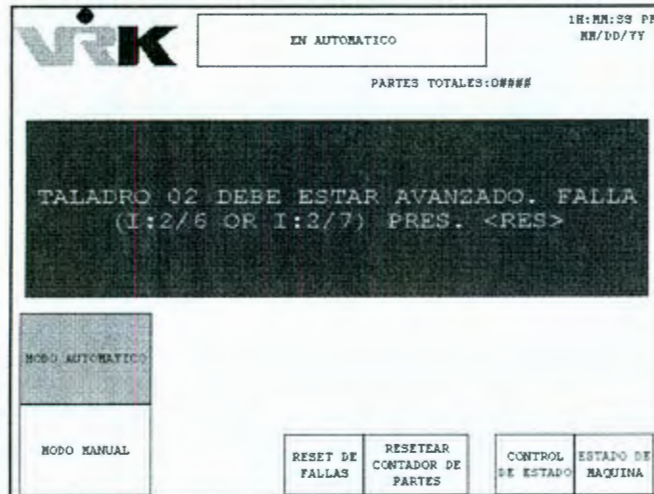 VRK
EN AUTOMATICO
1H:MM:SS PM
MM/DD/YY
PARTES TOTALES:0####
TALADRO 02 DEBE ESTAR AVANZADO. FALLA
(I:2/6 OR I:2/7) PRES. <RES>
MODO AUTOMATICO
MODO MANUAL
RESET DE
FALLAS
RESETEAR
CONTADOR DE
PARTES
CONTROL
DE ESTADO
ESTADO DE
MAQUINA